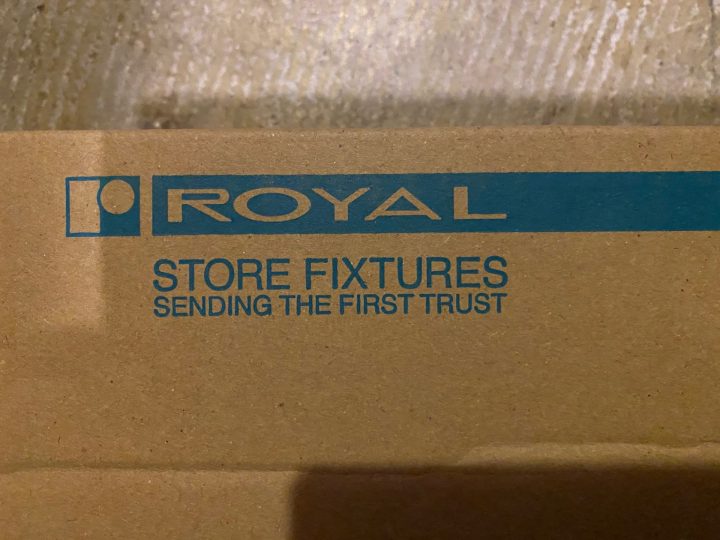 ROYAL
STORE FIXTURES
SENDING THE FIRST TRUST